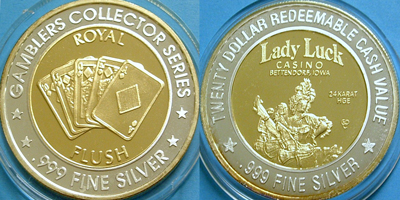 GAMBLERS COLLECTOR SERIES
ROYAL
FLUSH
.999 FINE SILVER
TWENTY DOLLAR REDEEMABLE CASH VALUE
Lady Luck
CASINO
BETTENDORF, IOWA
24 KARAT
HGE
.999 FINE SILVER